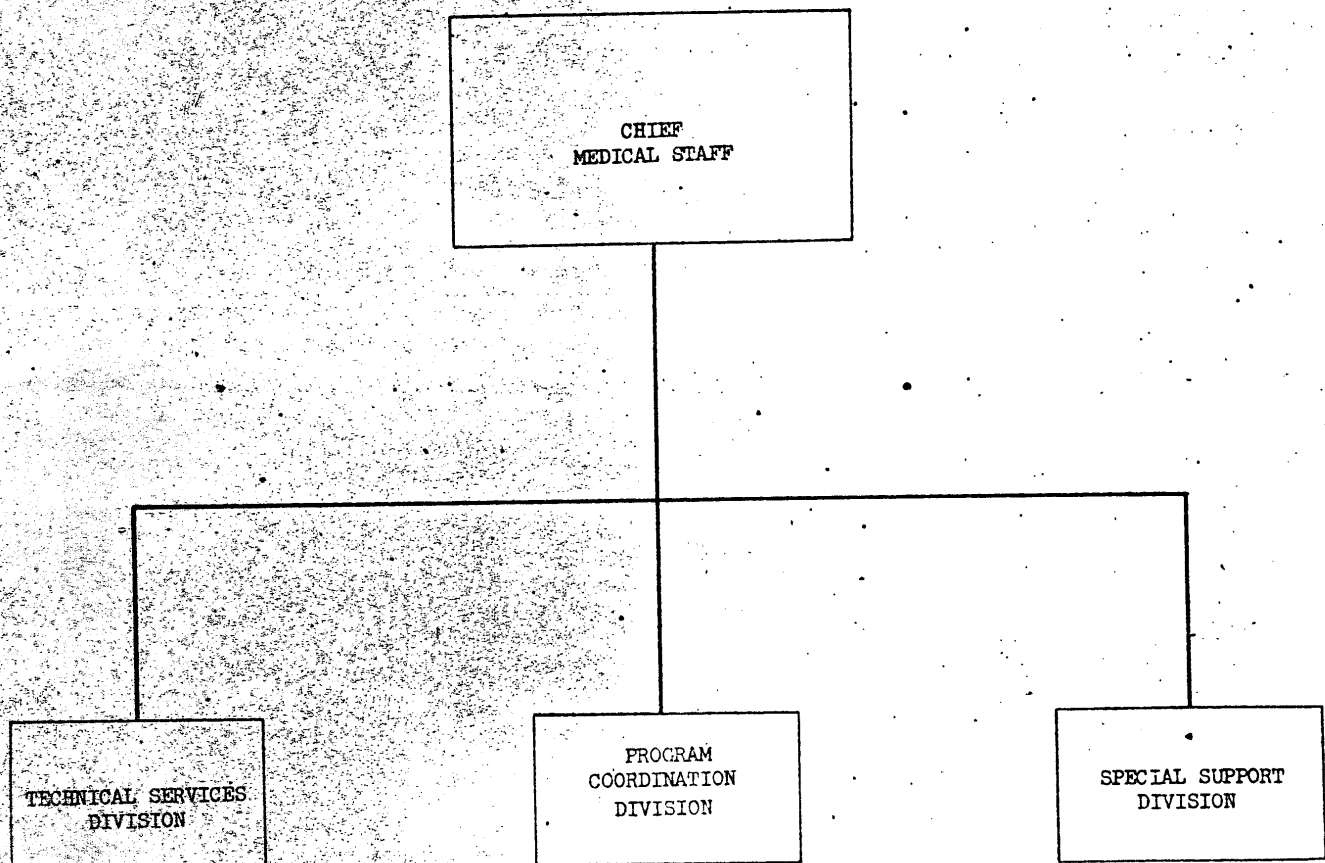 CHIEF
MEDICAL STAFF
TECHNICAL SERVICES
DIVISION
PROGRAM
COORDINATION
DIVISION
SPECIAL SUPPORT
DIVISION